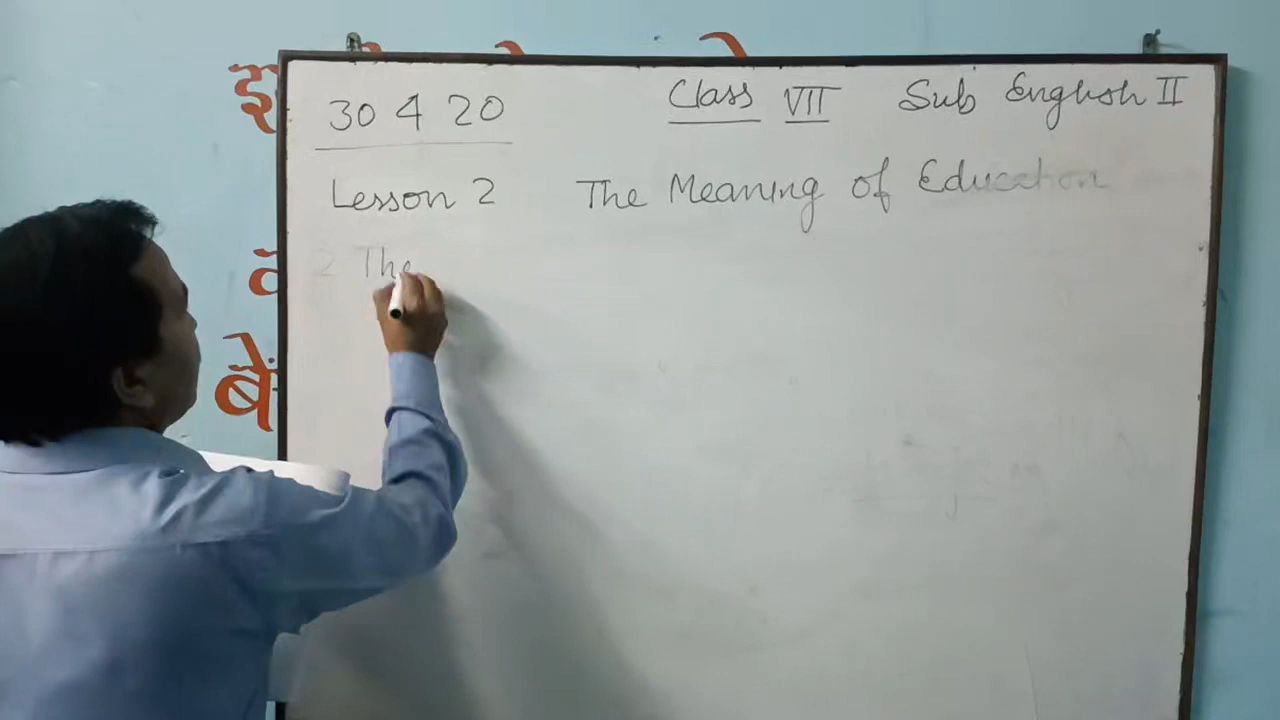 30 4 20 Class VII Sub English II
Lesson 2 The Meaning of Education
2 The